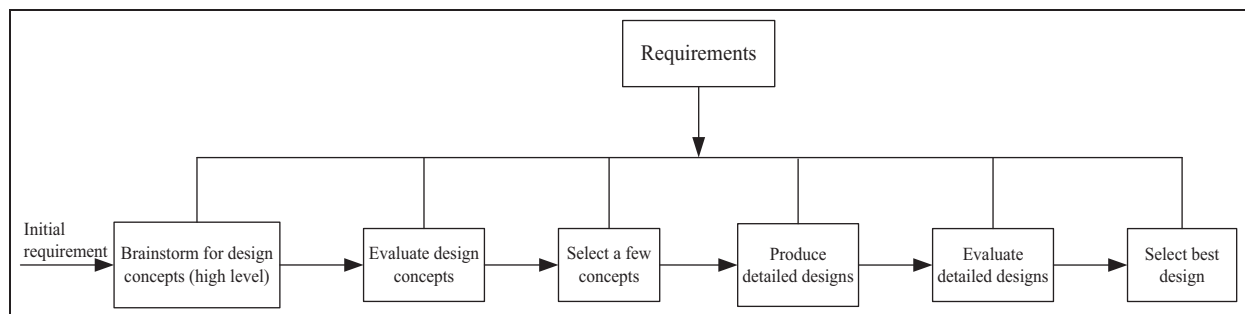 Requirements
Initial
requirement
Brainstorm for design
concepts (high level)
Evaluate design
concepts
Select a few
concepts
Produce
detailed designs
Evaluate
detailed designs
Select best
design